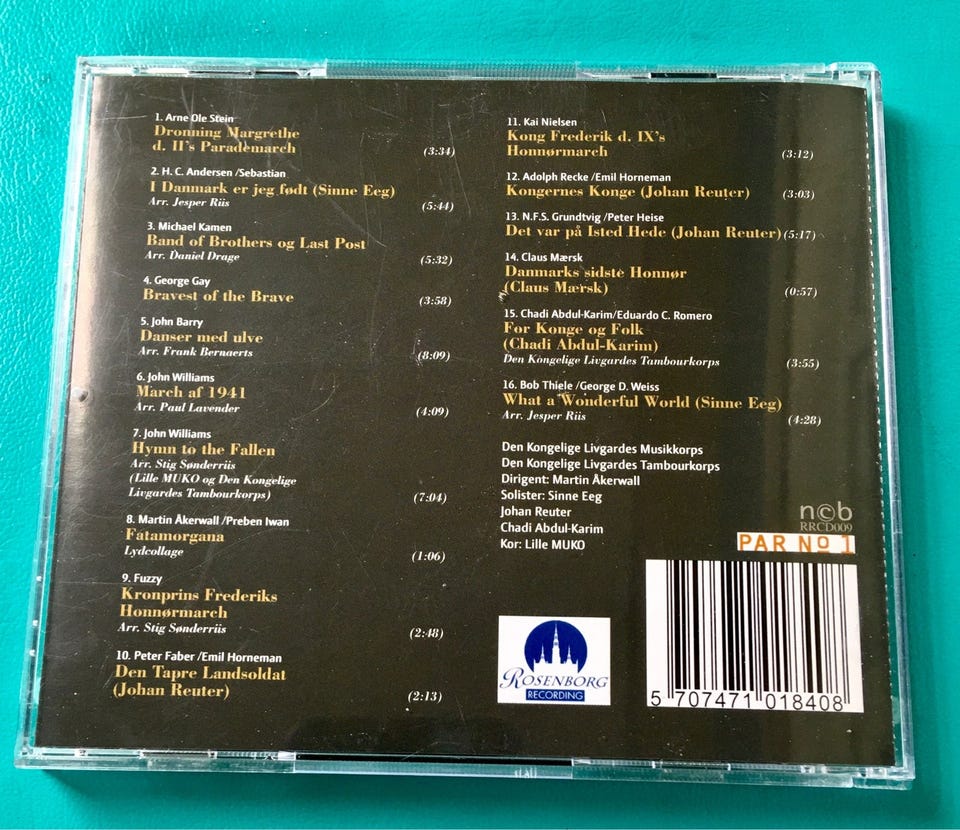 1. Arne Ole Stein
Dronning Margrethe
d. II's Parademarch (3:34)
2. H. C. Andersen /Sebastian
I Danmark er jeg født (Sinne Eeg)
Arr. Jesper Riis (5:44)
3. Michael Kamen
Band of Brothers og Last Post
Arr. Daniel Drage (5:32)
4. George Gay
Bravest of the Brave (3:58)
5. John Barry
Danser med ulve
Arr. Frank Bernaerts (8:09)
6. John Williams
March af 1941
Arr. Paul Lavender (4:09)
7. John Williams
Hymn to the Fallen
Arr. Stig Sønderriis
(Lille MUKO og Den Kongelige
Livgardes Tambourkorps) (7:04)
8. Martin Åkerwall /Preben Iwan
Fatamorgana
Lydcollage (1:06)
9. Fuzzy
Kronprins Frederiks
Honnørmarch
Arr. Stig Sønderriis (2:48)
10. Peter Faber /Emil Horneman
Den Tapre Landsoldat
(Johan Reuter) (2:13)
11. Kai Nielsen
Kong Frederik d. IX's
Honnørmarch (3:12)
12. Adolph Recke /Emil Horneman
Kongernes Konge (Johan Reuter) (3:03)
13. N.F.S. Grundtvig /Peter Heise
Det var på Isted Hede (Johan Reuter) (5:17)
14. Claus Mærsk
Danmarks sidste Honnør
(Claus Mærsk) (0:57)
15. Chadi Abdul-Karim/Eduardo C. Romero
For Konge og Folk
(Chadi Abdul-Karim)
Den Kongelige Livgardes Tambourkorps (3:55)
16. Bob Thiele /George D. Weiss
What a Wonderful World (Sinne Eeg)
Arr. Jesper Riis (4:28)
Den Kongelige Livgardes Musikkorps
Den Kongelige Livgardes Tambourkorps
Dirigent: Martin Åkerwall
Solister: Sinne Eeg
Johan Reuter
Chadi Abdul-Karim
Kor: Lille MUKO
n©b
RRCD009
PAR No 1
ROSENBORG
RECORDING
5 707471 018408